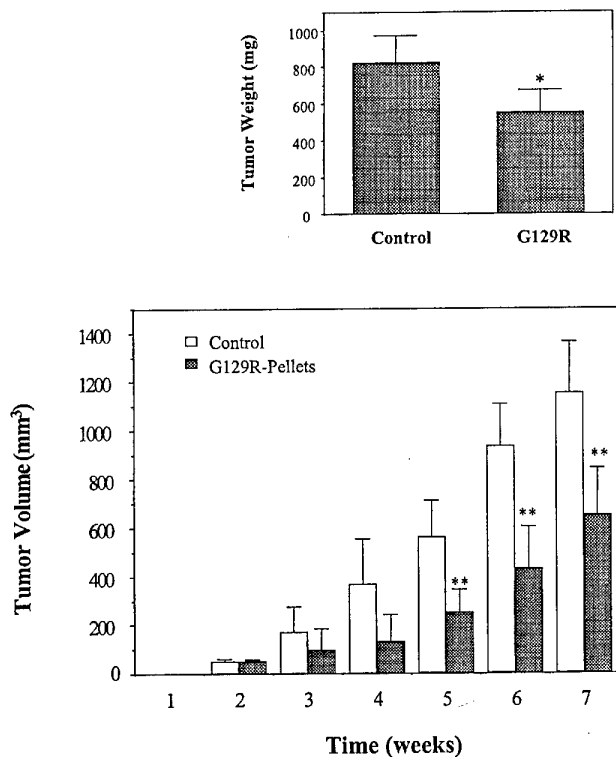 Tumor Weight (mg)
1000
800
600
400
200
0
*
Control
G129R
Tumor Volume (mm³)
1400
1200
1000
800
600
400
200
0
Control
G129R-Pellets
**
**
**
1 2 3 4 5 6 7
Time (weeks)